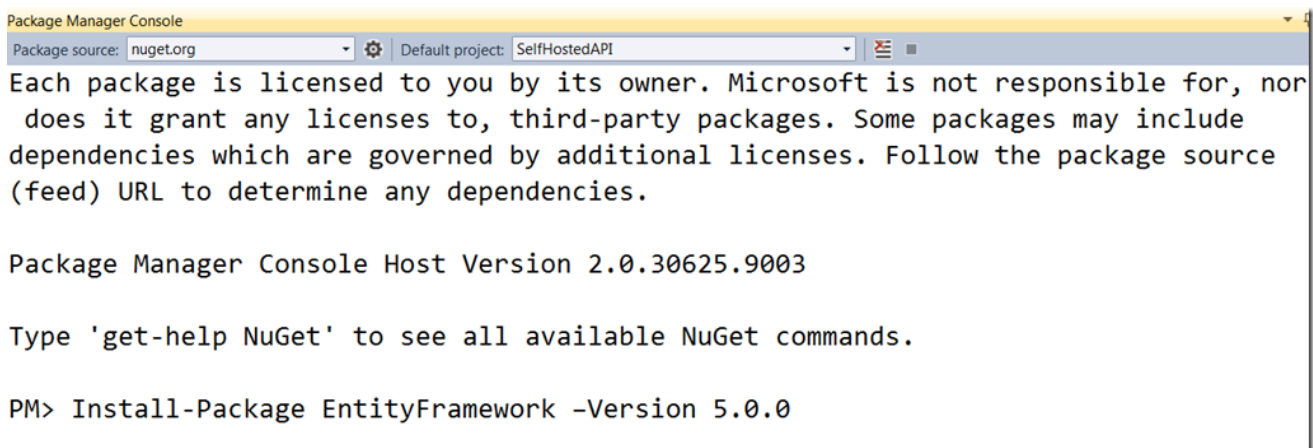 Package Manager Console
Package source: nuget.org Default project: SelfHostedAPI
Each package is licensed to you by its owner. Microsoft is not responsible for, nor
does it grant any licenses to, third-party packages. Some packages may include
dependencies which are governed by additional licenses. Follow the package source
(feed) URL to determine any dependencies.
Package Manager Console Host Version 2.0.30625.9003
Type 'get-help NuGet' to see all available NuGet commands.
PM> Install-Package EntityFramework –Version 5.0.0